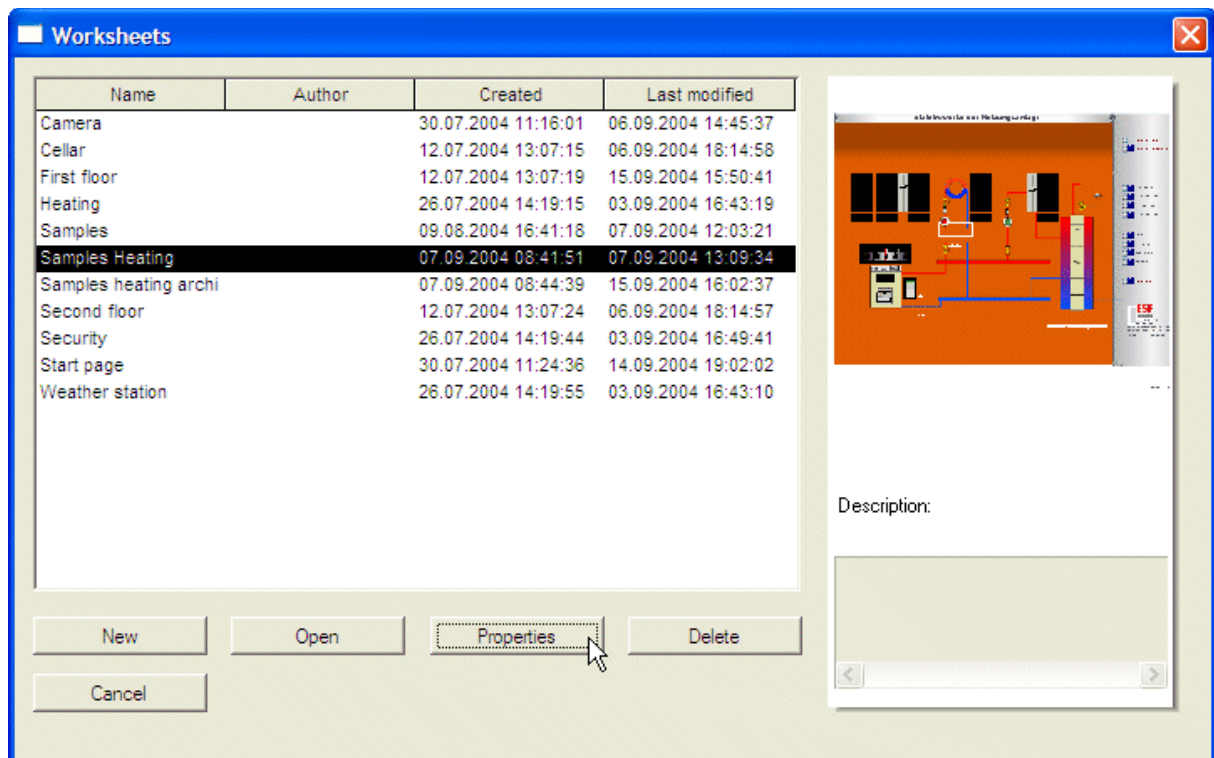 Worksheets
Name Author Created Last modified
Camera 30.07.2004 11:16:01 06.09.2004 14:45:37
Cellar 12.07.2004 13:07:15 06.09.2004 18:14:58
First floor 12.07.2004 13:07:19 15.09.2004 15:50:41
Heating 26.07.2004 14:19:15 03.09.2004 16:43:19
Samples 09.08.2004 16:41:18 07.09.2004 12:03:21
Samples Heating 07.09.2004 08:41:51 07.09.2004 13:09:34
Samples heating archi 07.09.2004 08:44:39 15.09.2004 16:02:37
Second floor 12.07.2004 13:07:24 06.09.2004 18:14:57
Security 26.07.2004 14:19:44 03.09.2004 16:49:41
Start page 30.07.2004 11:24:36 14.09.2004 19:02:02
Weather station 26.07.2004 14:19:55 03.09.2004 16:43:10
Description:
New Open Properties Delete
Cancel